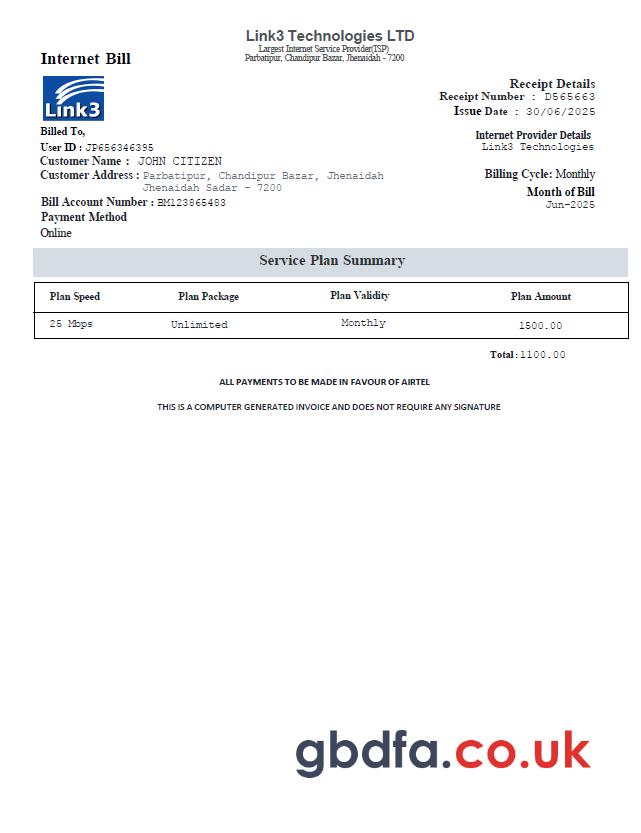 Link3 Technologies LTD
Largest Internet Service Provider(ISP)
Parbatipur, Chandipur Bazar, Jhenaidah - 7200
Internet Bill
Link3
Receipt Details
Receipt Number : D565663
Issue Date : 30/06/2025
Billed To,
User ID : JP656346395
Customer Name : JOHN CITIZEN
Customer Address : Parbatipur, Chandipur Bazar, Jhenaidah
Jhenaidah Sadar - 7200
Bill Account Number : BM123865483
Payment Method
Online
Internet Provider Details
Link3 Technologies
Billing Cycle: Monthly
Month of Bill
Jun-2025
Service Plan Summary
Plan Speed Plan Package Plan Validity Plan Amount
25 Mbps Unlimited Monthly 1500.00
Total :1100.00
ALL PAYMENTS TO BE MADE IN FAVOUR OF AIRTEL
THIS IS A COMPUTER GENERATED INVOICE AND DOES NOT REQUIRE ANY SIGNATURE
gbdfa.co.uk